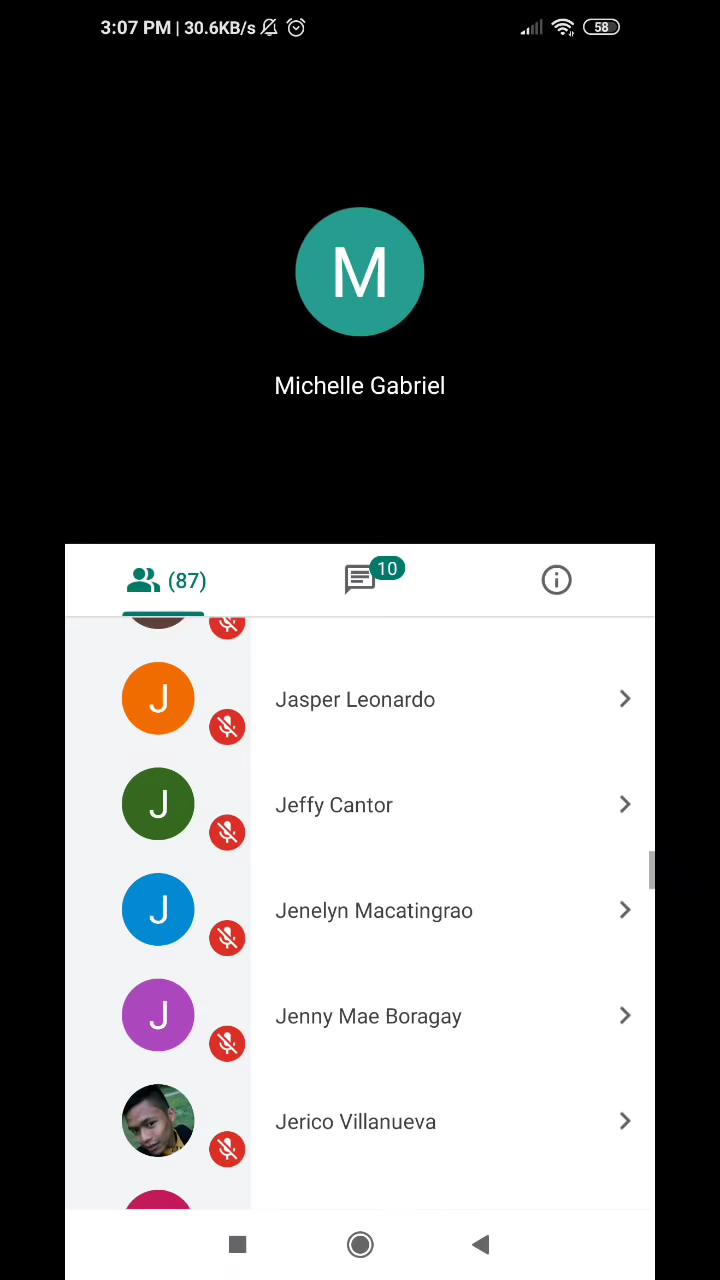 3:07 PM | 30.6KB/s 58
M
Michelle Gabriel
(87) 10
J Jasper Leonardo
J Jeffy Cantor
J Jenelyn Macatingrao
J Jenny Mae Boragay
Jerico Villanueva